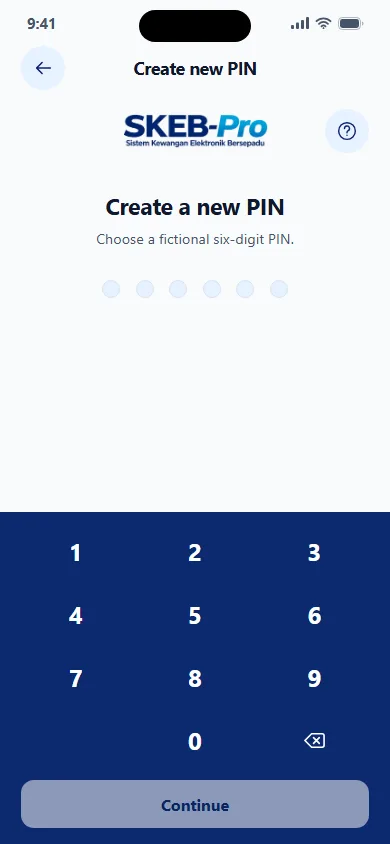 9:41
Create new PIN
SKEB-Pro
Sistem Kewangan Elektronik Bersepadu
Create a new PIN
Choose a fictional six-digit PIN.
1 2 3
4 5 6
7 8 9
0
Continue